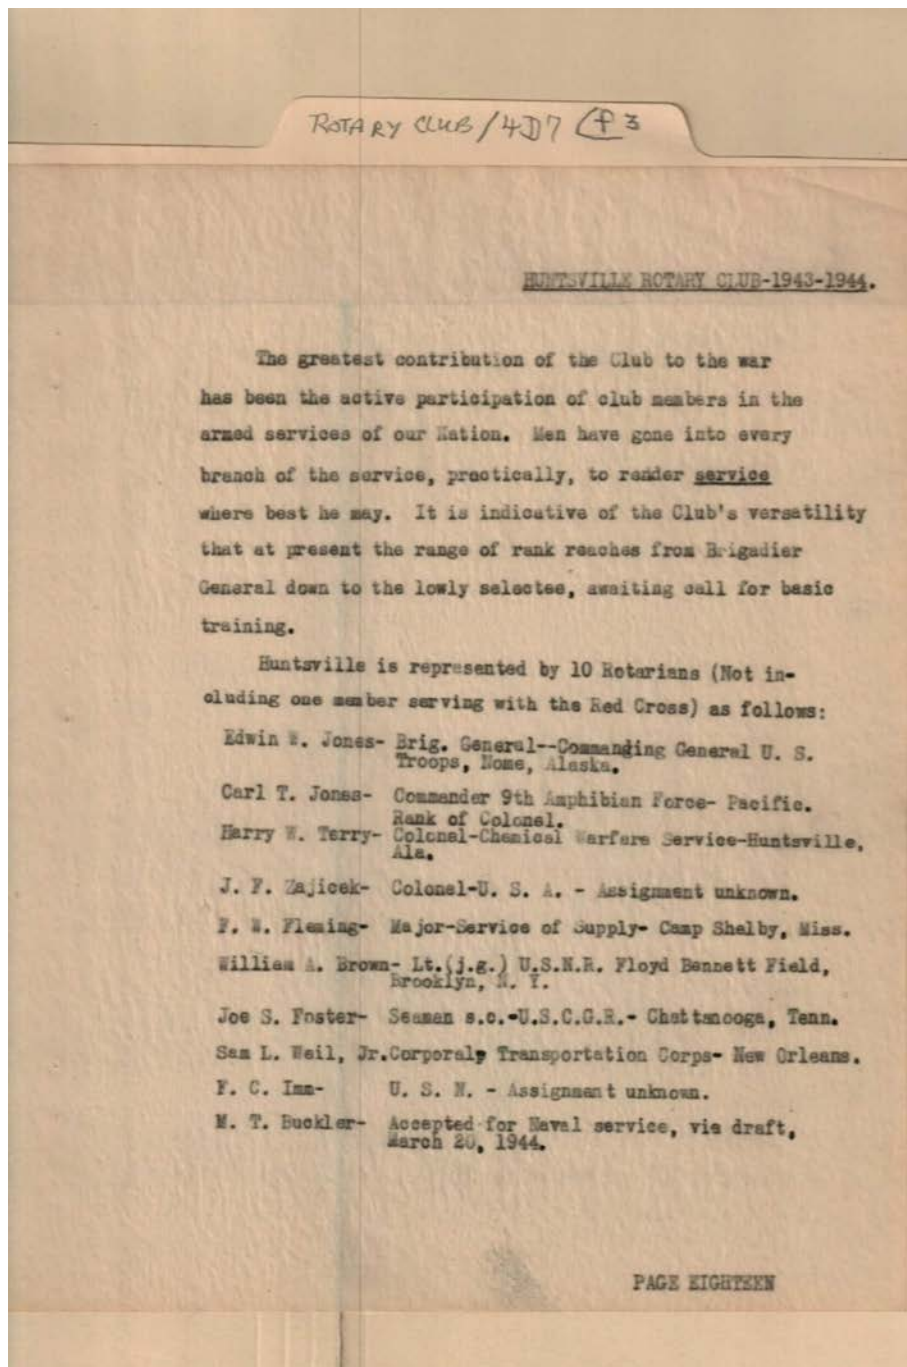 ROTARY CLUB/4D7 (f3
HUNTSVILLE ROTARY CLUB-1943-1944.
The greatest contribution of the Club to the war
has been the active participation of club members in the
armed services of our Nation. Men have gone into every
branch of the service, practically, to render service
where best he may. It is indicative of the Club's versatility
that at present the range of rank reaches from Brigadier
General down to the lowly selectee, awaiting call for basic
training.
Huntsville is represented by 10 Rotarians (Not in-
cluding one member serving with the Red Cross) as follows:
Edwin W. Jones- Brig. General--Commanding General U. S.
Troops, Nome, Alaska.
Carl T. Jones- Commander 9th Amphibian Force- Pacific.
Rank of Colonel.
Harry W. Terry- Colonel-Chemical Warfare Service-Huntsville,
Ala.
J. F. Zajicek- Colonel-U. S. A. - Assignment unknown.
F. W. Fleming- Major-Service of Supply- Camp Shelby, Miss.
William A. Brown- Lt.(j.g.) U.S.N.R. Floyd Bennett Field,
Brooklyn, N. Y.
Joe S. Foster- Seaman s.c.-U.S.C.G.R.- Chattanooga, Tenn.
Sam L. Weil, Jr.Corporal, Transportation Corps- New Orleans.
F. C. Imm- U. S. N. - Assignment unknown.
M. T. Buckler- Accepted for Naval service, via draft,
March 20, 1944.
PAGE EIGHTEEN